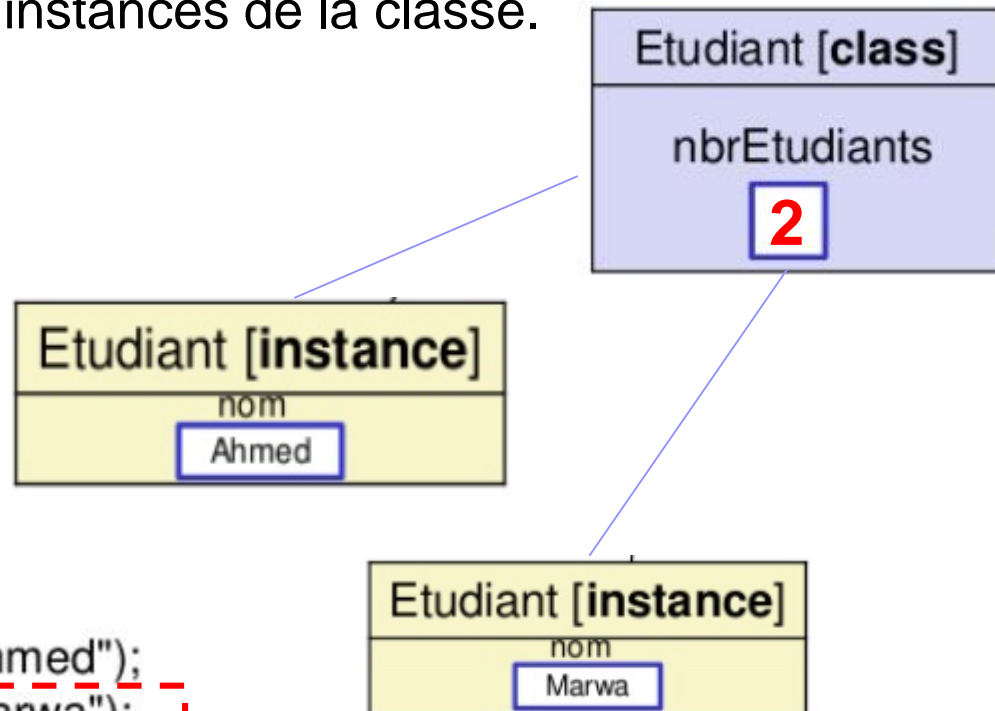 instances de la classe.
Etudiant [class]
nbrEtudiants
2
Etudiant [instance]
nom
Ahmed
Etudiant [instance]
nom
Marwa
med");